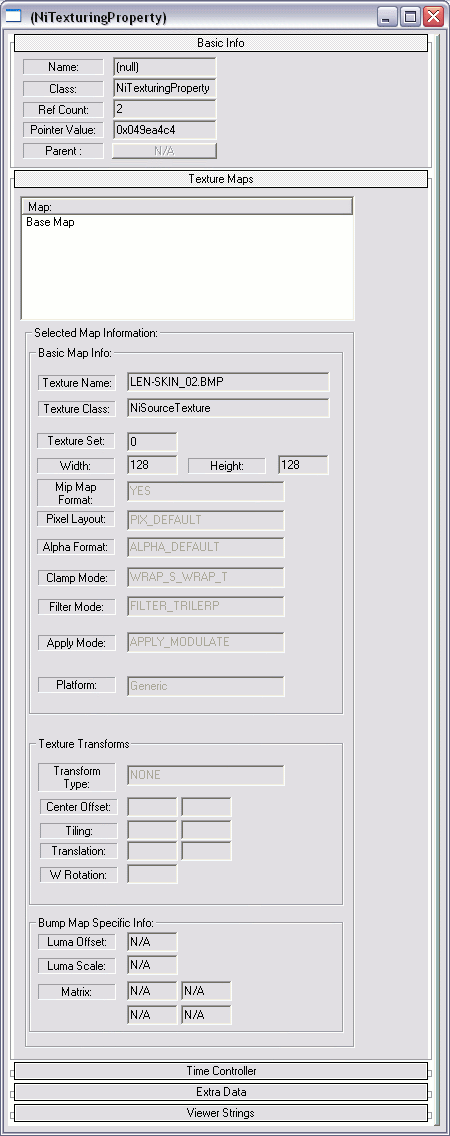 (NiTexturingProperty)
Basic Info
Name: (null)
Class: NiTexturingProperty
Ref Count: 2
Pointer Value: 0x049ea4c4
Parent : N/A
Texture Maps
Map:
Base Map
Selected Map Information:
Basic Map Info:
Texture Name: LEN-SKIN_02.BMP
Texture Class: NiSourceTexture
Texture Set: 0
Width: 128 Height: 128
Mip Map
Format: YES
Pixel Layout: PIX_DEFAULT
Alpha Format: ALPHA_DEFAULT
Clamp Mode: WRAP_S_WRAP_T
Filter Mode: FILTER_TRILERP
Apply Mode: APPLY_MODULATE
Platform: Generic
Texture Transforms
Transform
Type: NONE
Center Offset:
Tiling:
Translation:
W Rotation:
Bump Map Specific Info:
Luma Offset: N/A
Luma Scale: N/A
Matrix: N/A N/A
N/A N/A
Time Controller
Extra Data
Viewer Strings